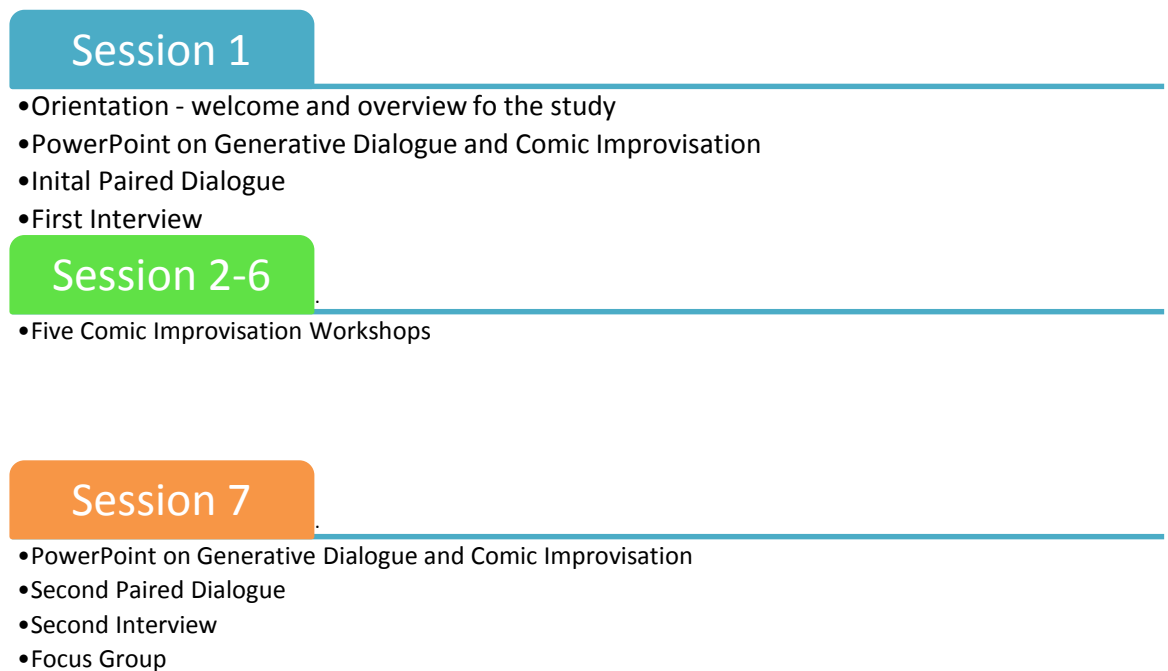 Session 1
•Orientation - welcome and overview fo the study
•PowerPoint on Generative Dialogue and Comic Improvisation
•Inital Paired Dialogue
•First Interview
Session 2-6
.
•Five Comic Improvisation Workshops
Session 7
.
•PowerPoint on Generative Dialogue and Comic Improvisation
•Second Paired Dialogue
•Second Interview
•Focus Group